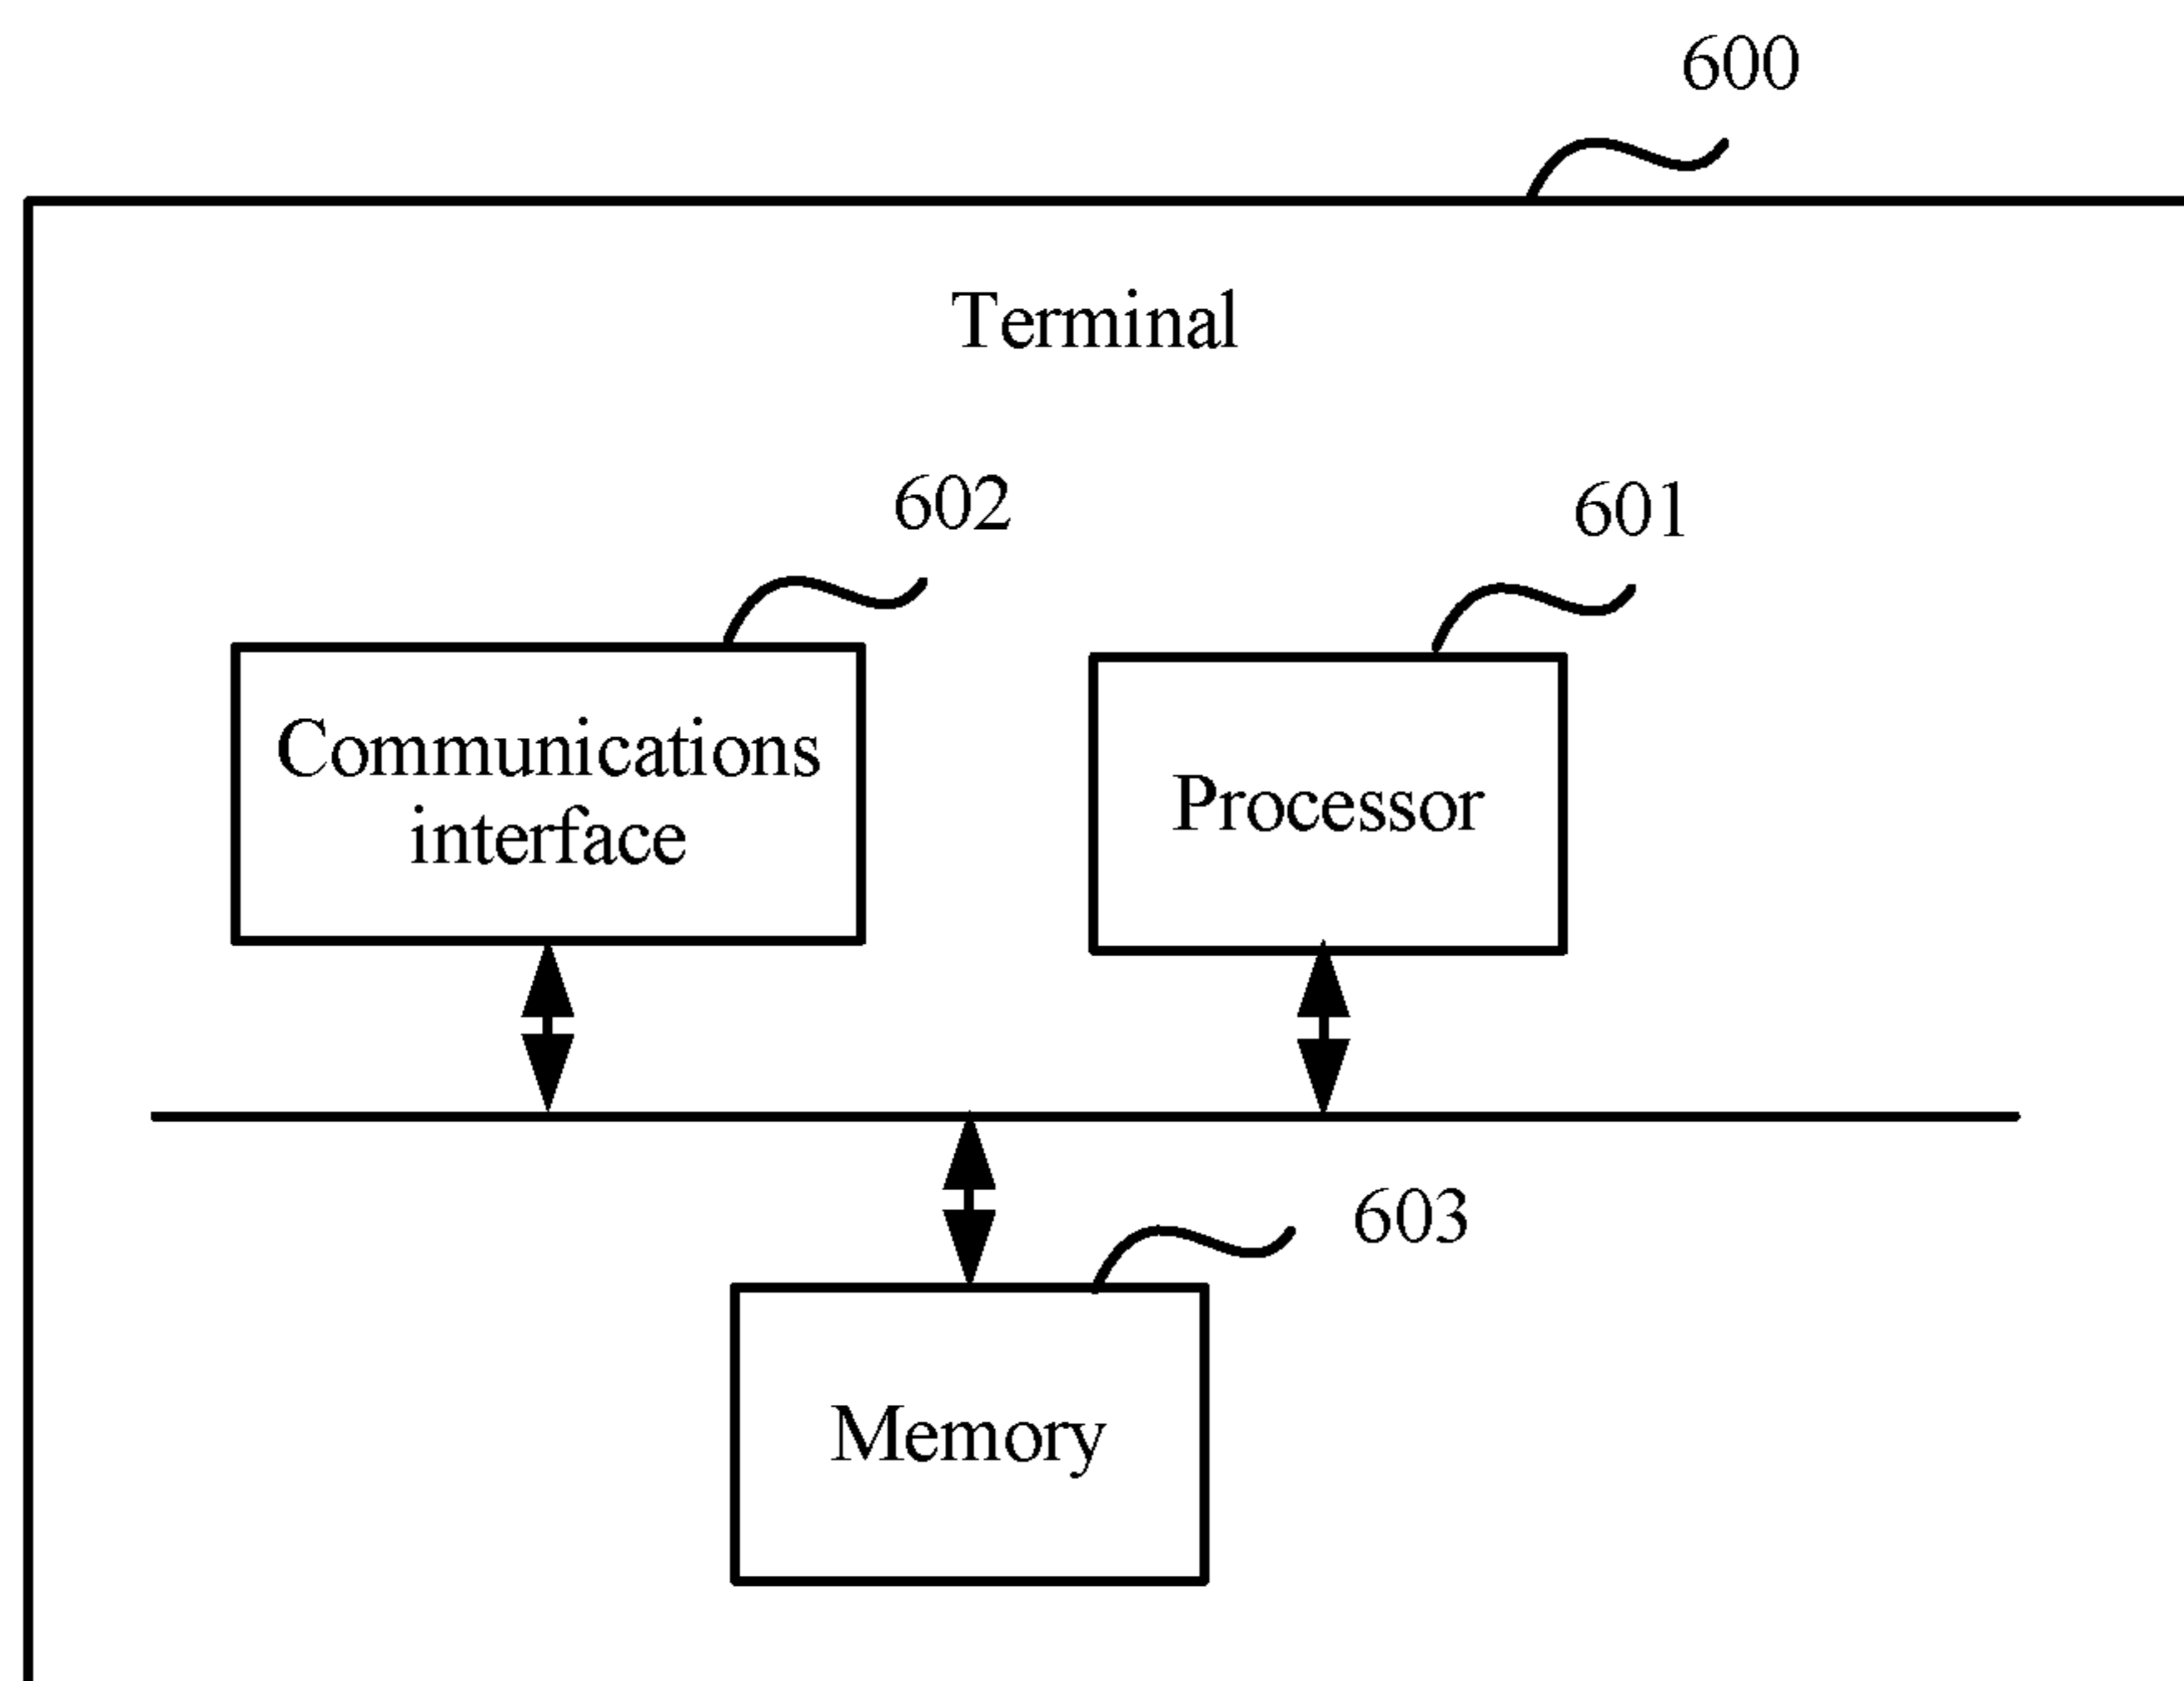 600
Terminal
602
601
Communications
interface
Processor
603
Memory